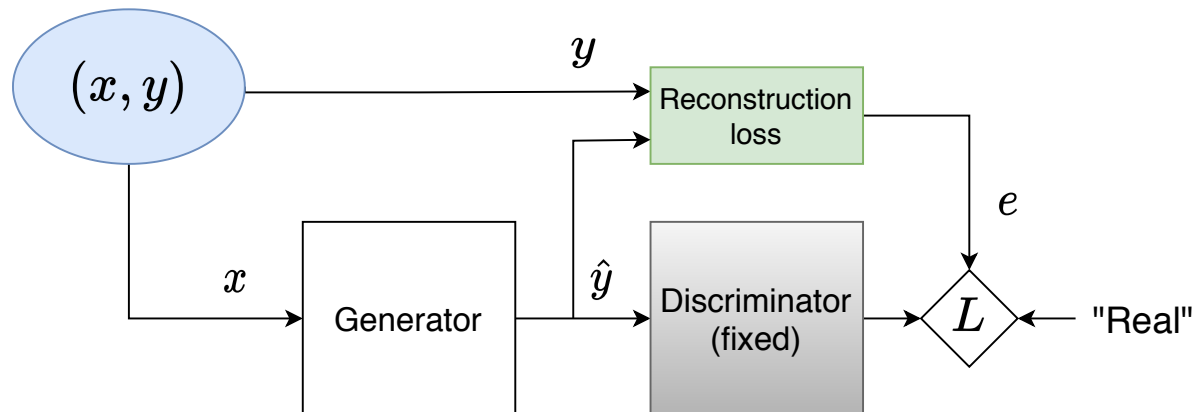 (x, y)
y
Reconstruction
loss
e
x
Generator
ŷ
Discriminator
(fixed)
L
"Real"